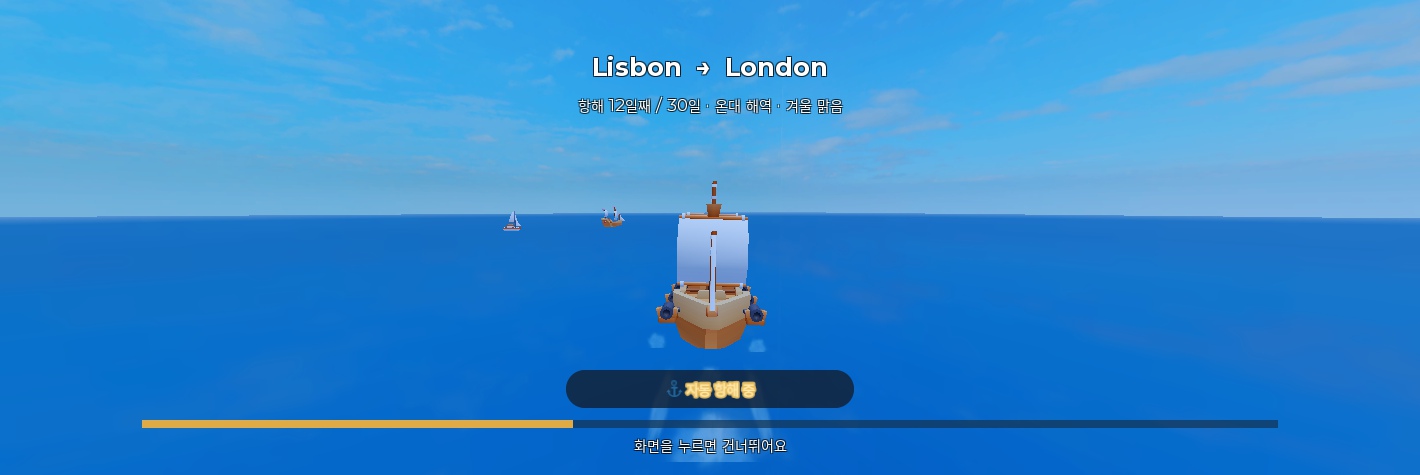 Lisbon → London
항해 12일째 / 30일 · 온대 해역 · 겨울 맑음
⚓ 자동 항해 중
화면을 누르면 건너뛰어요